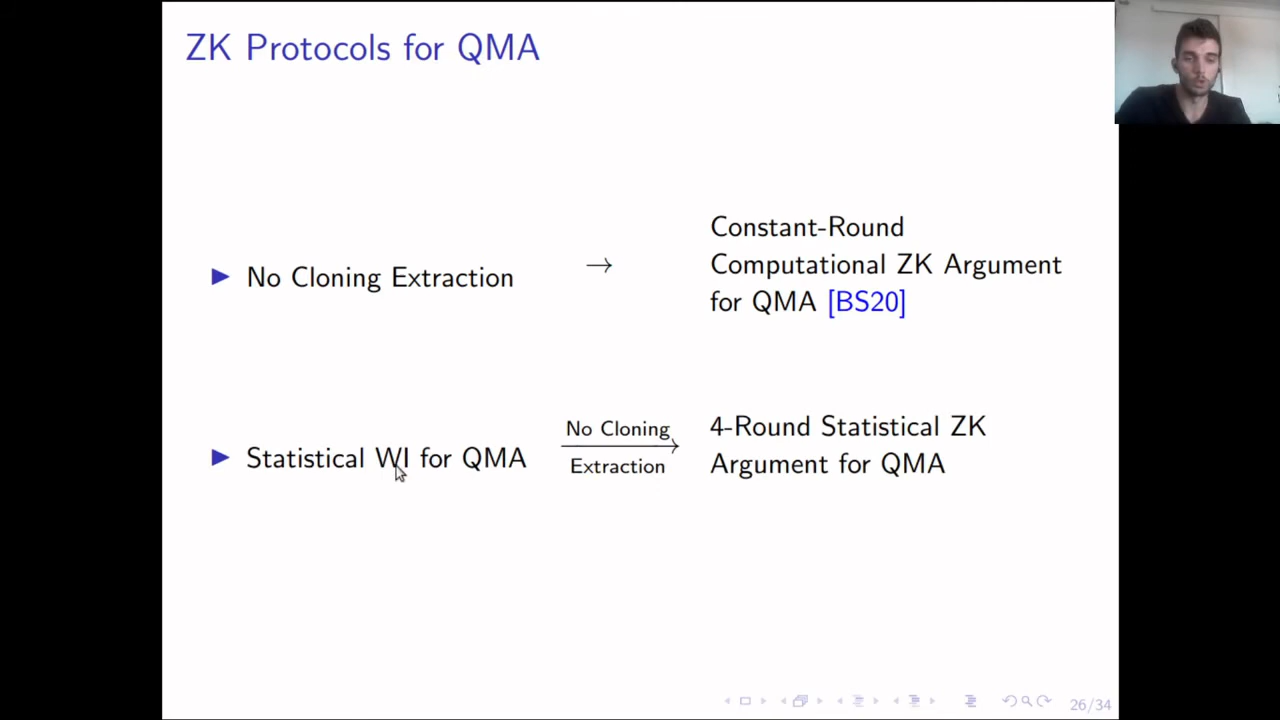 ZK Protocols for QMA
▶ No Cloning Extraction
→
Constant-Round
Computational ZK Argument
for QMA [BS20]
▶ Statistical WI for QMA
No Cloning
Extraction
4-Round Statistical ZK
Argument for QMA
26/34